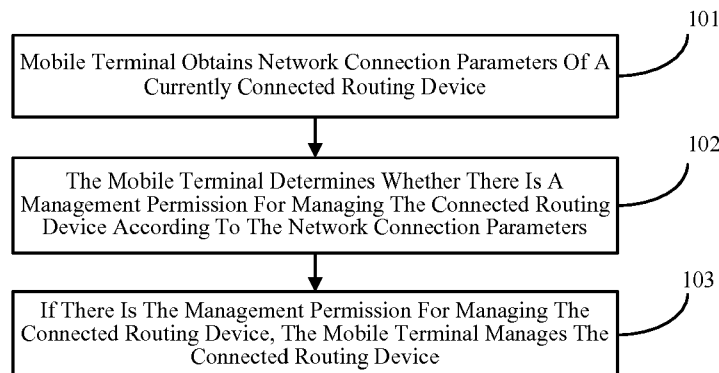 101
Mobile Terminal Obtains Network Connection Parameters Of A
Currently Connected Routing Device
102
The Mobile Terminal Determines Whether There Is A
Management Permission For Managing The Connected Routing
Device According To The Network Connection Parameters
103
If There Is The Management Permission For Managing The
Connected Routing Device, The Mobile Terminal Manages The
Connected Routing Device